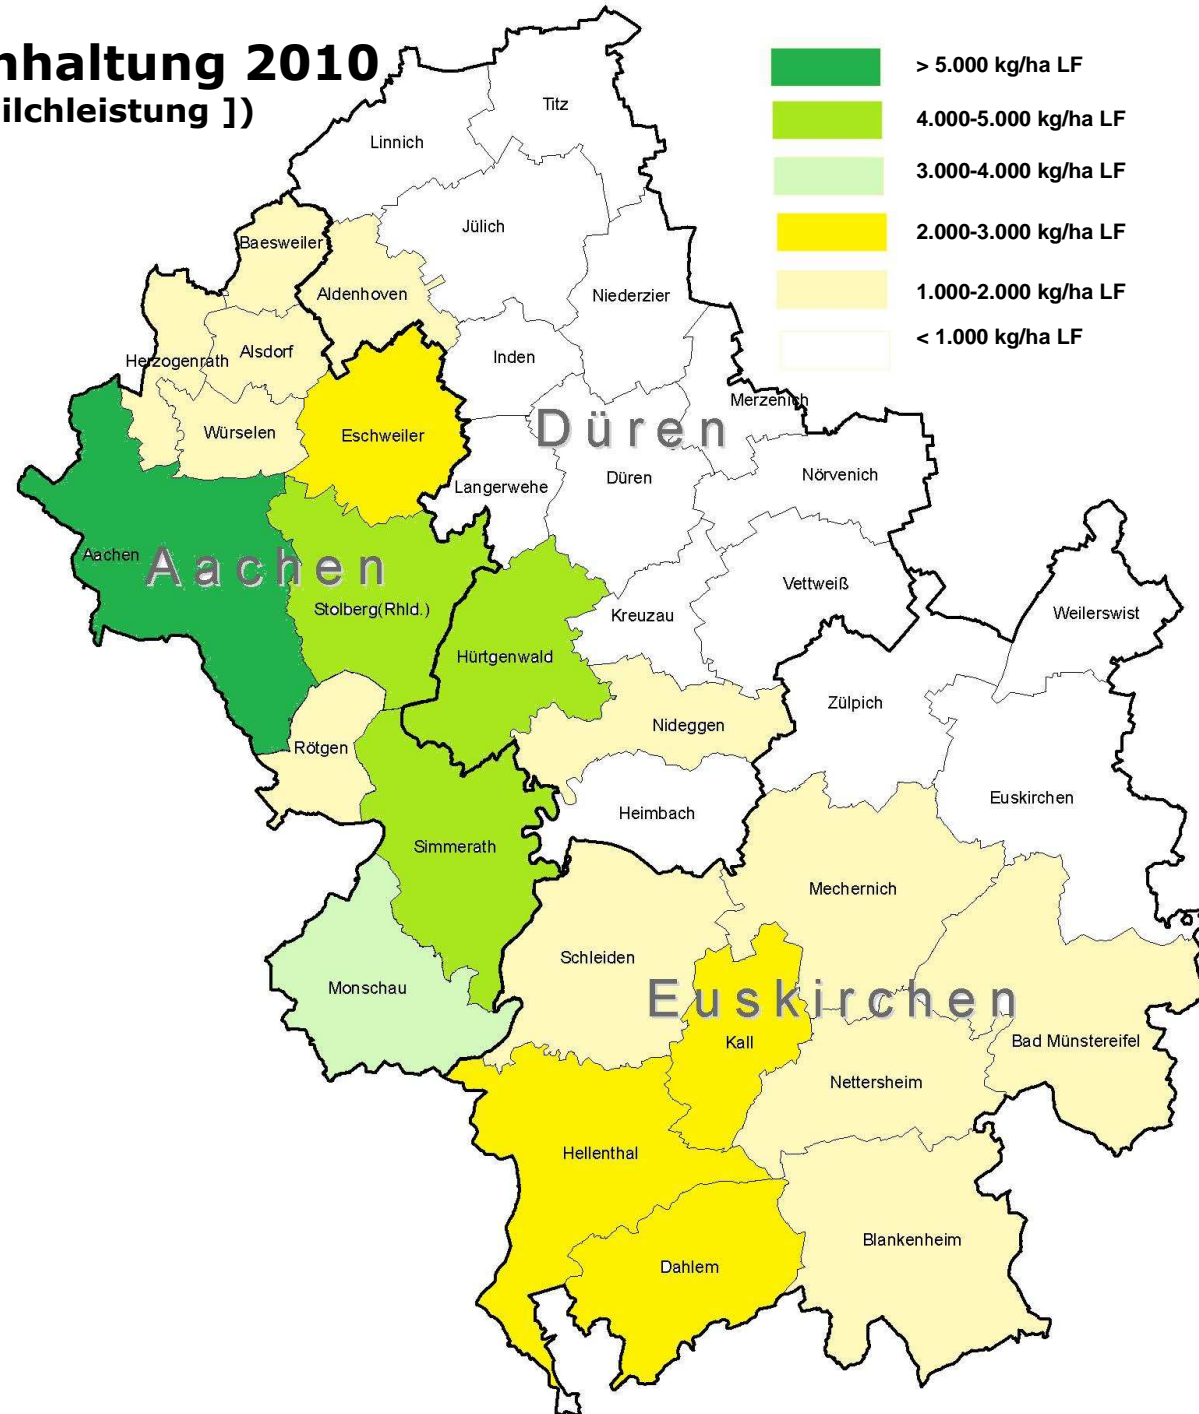 nhaltung 2010
ilchleistung ])
> 5.000 kg/ha LF
4.000-5.000 kg/ha LF
3.000-4.000 kg/ha LF
2.000-3.000 kg/ha LF
1.000-2.000 kg/ha LF
< 1.000 kg/ha LF
Titz
Linnich
Jülich
Baesweiler
Aldenhoven
Niederzier
Herzogenrath
Alsdorf
Inden
Merzenich
Würselen
Eschweiler
Düren
Langerwehe
Düren
Nörvenich
Aachen
Aachen
Stolberg(Rhld.)
Vettweiß
Kreuzau
Weilerswist
Hürtgenwald
Zülpich
Nideggen
Rötgen
Heimbach
Euskirchen
Simmerath
Mechernich
Schleiden
Monschau
Euskirchen
Kall
Bad Münstereifel
Nettersheim
Hellenthal
Blankenheim
Dahlem